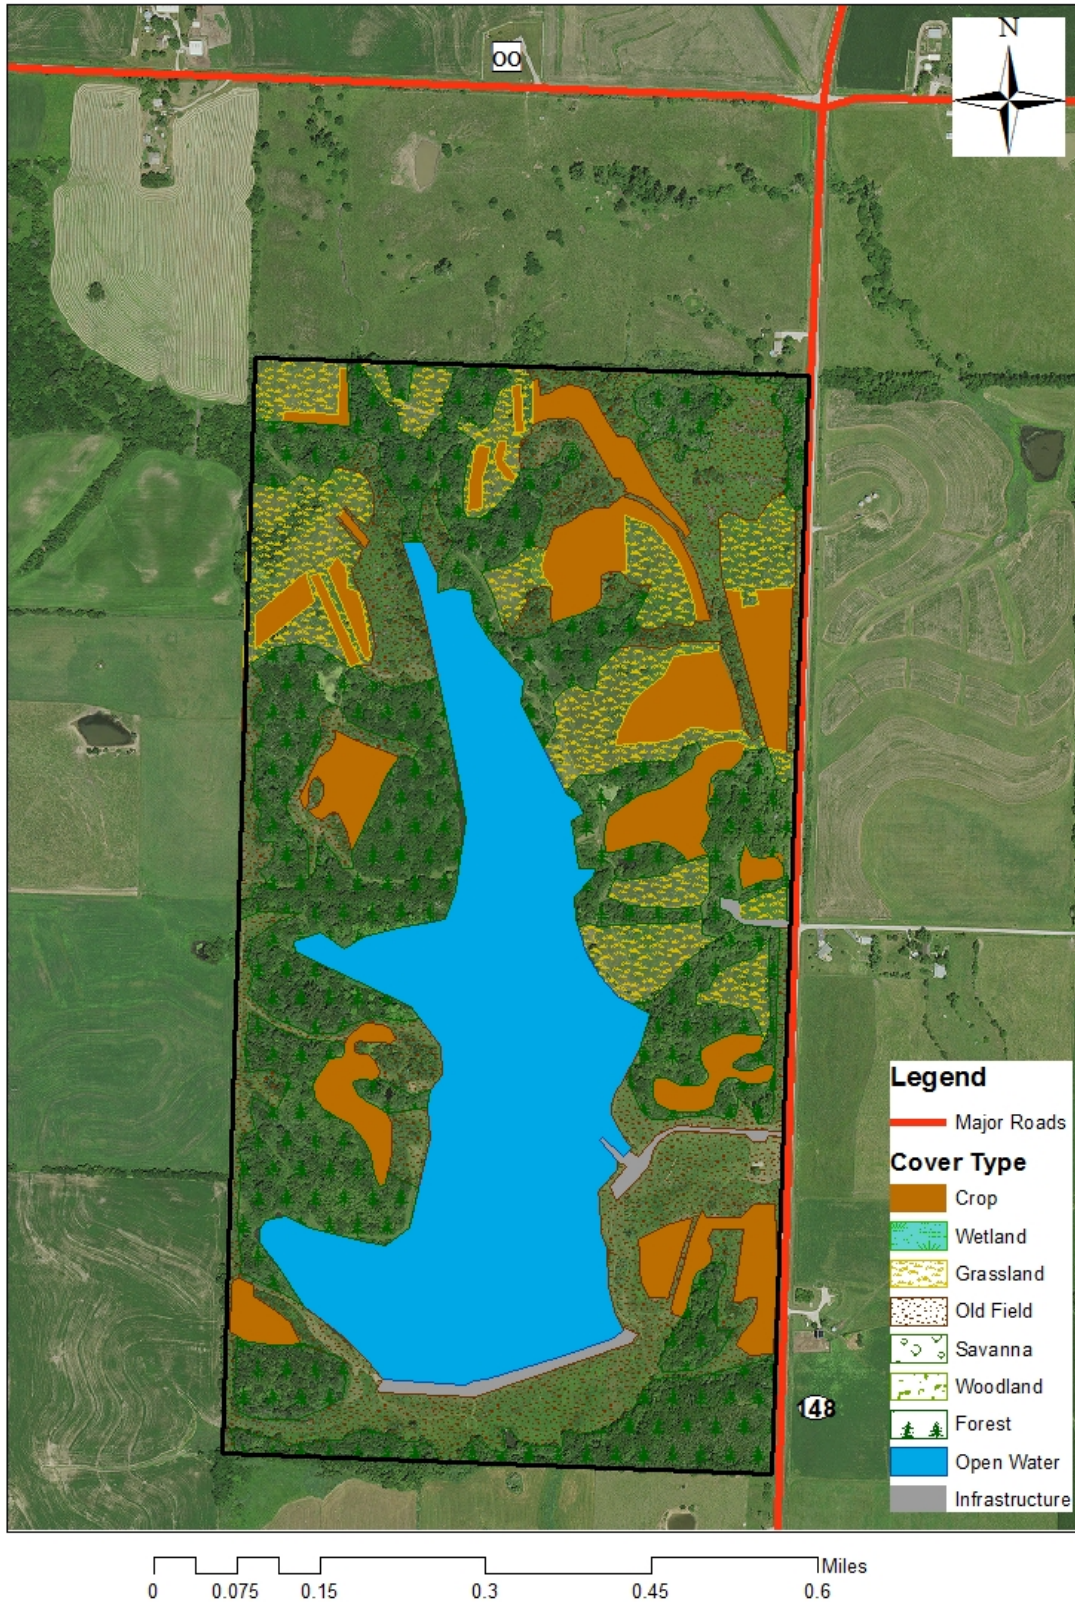 OO
N
Legend
Major Roads
Cover Type
Crop
Wetland
Grassland
Old Field
Savanna
Woodland
Forest
Open Water
Infrastructure
148
Miles
0 0.075 0.15 0.3 0.45 0.6